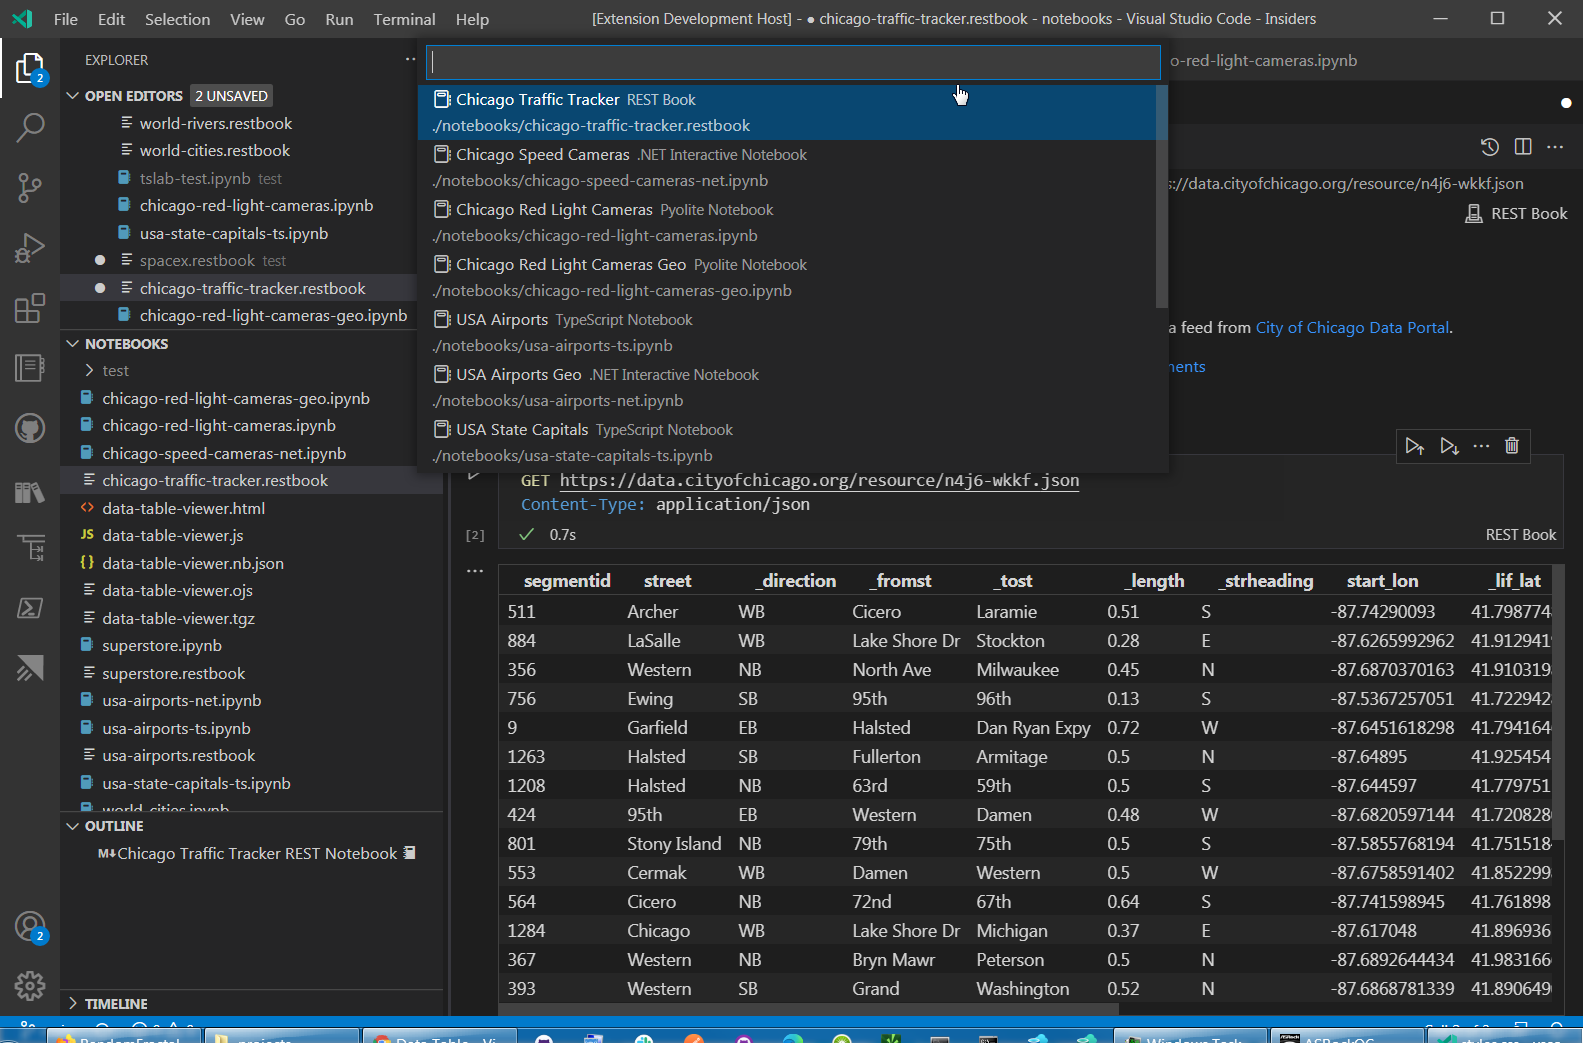 File Edit Selection View Go Run Terminal Help
[Extension Development Host] - ● chicago-traffic-tracker.restbook - notebooks - Visual Studio Code - Insiders
EXPLORER
OPEN EDITORS 2 UNSAVED
world-rivers.restbook
world-cities.restbook
tslab-test.ipynb test
chicago-red-light-cameras.ipynb
usa-state-capitals-ts.ipynb
spacex.restbook test
chicago-traffic-tracker.restbook
chicago-red-light-cameras-geo.ipynb
NOTEBOOKS
test
chicago-red-light-cameras-geo.ipynb
chicago-red-light-cameras.ipynb
chicago-speed-cameras-net.ipynb
chicago-traffic-tracker.restbook
data-table-viewer.html
JS data-table-viewer.js
{} data-table-viewer.nb.json
data-table-viewer.ojs
data-table-viewer.tgz
superstore.ipynb
superstore.restbook
usa-airports-net.ipynb
usa-airports-ts.ipynb
usa-airports.restbook
usa-state-capitals-ts.ipynb
world-cities.ipynb
OUTLINE
M↓Chicago Traffic Tracker REST Notebook
TIMELINE
2
2
Chicago Traffic Tracker REST Book
./notebooks/chicago-traffic-tracker.restbook
Chicago Speed Cameras .NET Interactive Notebook
./notebooks/chicago-speed-cameras-net.ipynb
Chicago Red Light Cameras Pyolite Notebook
./notebooks/chicago-red-light-cameras.ipynb
Chicago Red Light Cameras Geo Pyolite Notebook
./notebooks/chicago-red-light-cameras-geo.ipynb
USA Airports TypeScript Notebook
./notebooks/usa-airports-ts.ipynb
USA Airports Geo .NET Interactive Notebook
./notebooks/usa-airports-net.ipynb
USA State Capitals TypeScript Notebook
./notebooks/usa-state-capitals-ts.ipynb
o-red-light-cameras.ipynb
s://data.cityofchicago.org/resource/n4j6-wkkf.json
REST Book
a feed from City of Chicago Data Portal.
nents
GET https://data.cityofchicago.org/resource/n4j6-wkkf.json
Content-Type: application/json
[2] 0.7s REST Book
segmentid street _direction _fromst _tost _length _strheading start_lon _lif_lat
511 Archer WB Cicero Laramie 0.51 S -87.74290093 41.798774
884 LaSalle WB Lake Shore Dr Stockton 0.28 E -87.6265992962 41.912941
356 Western NB North Ave Milwaukee 0.45 N -87.6870370163 41.910319
756 Ewing SB 95th 96th 0.13 S -87.5367257051 41.722942
9 Garfield EB Halsted Dan Ryan Expy 0.72 W -87.6451618298 41.794164
1263 Halsted SB Fullerton Armitage 0.5 N -87.64895 41.925454
1208 Halsted NB 63rd 59th 0.5 S -87.644597 41.779751
424 95th EB Western Damen 0.48 W -87.6820597144 41.720828
801 Stony Island NB 79th 75th 0.5 S -87.5855768194 41.751518
553 Cermak WB Damen Western 0.5 W -87.6758591402 41.852299
564 Cicero NB 72nd 67th 0.64 S -87.741598945 41.761898
1284 Chicago WB Lake Shore Dr Michigan 0.37 E -87.617048 41.896936
367 Western NB Bryn Mawr Peterson 0.5 N -87.6892644434 41.983166
393 Western SB Grand Washington 0.52 N -87.6868781339 41.890649